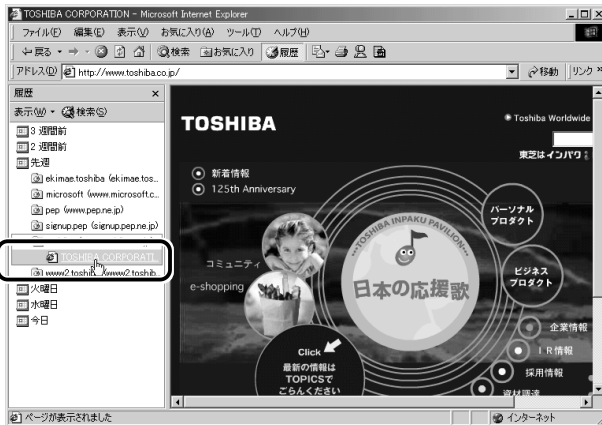 TOSHIBA CORPORATION - Microsoft Internet Explorer
ファイル(F) 編集(E) 表示(V) お気に入り(A) ツール(T) ヘルプ(H)
戻る 検索 お気に入り 履歴
アドレス(D) http://www.toshiba.co.jp/ 移動 リンク
履歴
表示(W) 検索(S)
3 週間前
2 週間前
先週
ekimae.toshiba (ekimae.tos...
microsoft (www.microsoft.c...
pep (www.pep.ne.jp)
signup.pep (signup.pep.ne.jp)
TOSHIBA CORPORATI...
www2.toshib... (www2.toshib...
火曜日
水曜日
今日
TOSHIBA
Toshiba Worldwide
東芝はインパク
新着情報
125th Anniversary
TOSHIBA INPAKU PAVILION
日本の応援歌
コミュニティ
e-shopping
パーソナル
プロダクト
ビジネス
プロダクト
企業情報
IR情報
採用情報
資材調達
Click
最新の情報は
TOPICSで
ごらんください
ページが表示されました
インターネット